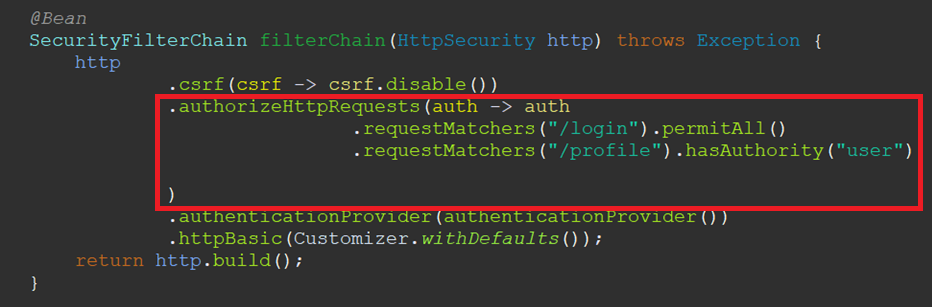 @Bean
SecurityFilterChain filterChain(HttpSecurity http) throws Exception {
http
.csrf(csrf -> csrf.disable())
.authorizeHttpRequests(auth -> auth
.requestMatchers("/login").permitAll()
.requestMatchers("/profile").hasAuthority("user")
)
.authenticationProvider(authenticationProvider())
.httpBasic(Customizer.withDefaults());
return http.build();
}